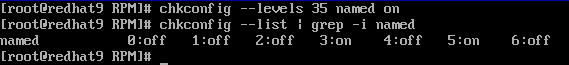 [root@redhat9 RPM]# chkconfig --levels 35 named on
[root@redhat9 RPM]# chkconfig --list | grep -i named
named 0:off 1:off 2:off 3:on 4:off 5:on 6:off
[root@redhat9 RPM]#